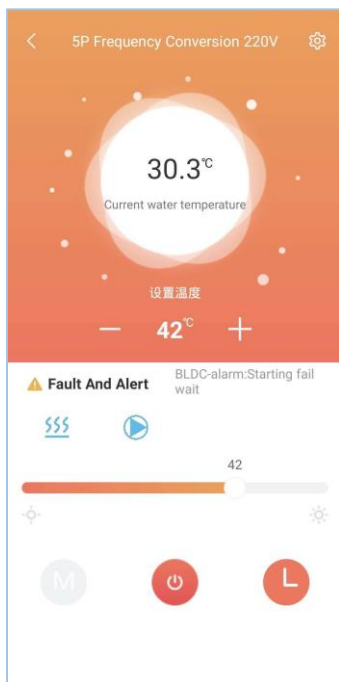 5P Frequency Conversion 220V
30.3℃
Current water temperature
设置温度
42℃
Fault And Alert
BLDC-alarm:Starting fail
wait
42
M